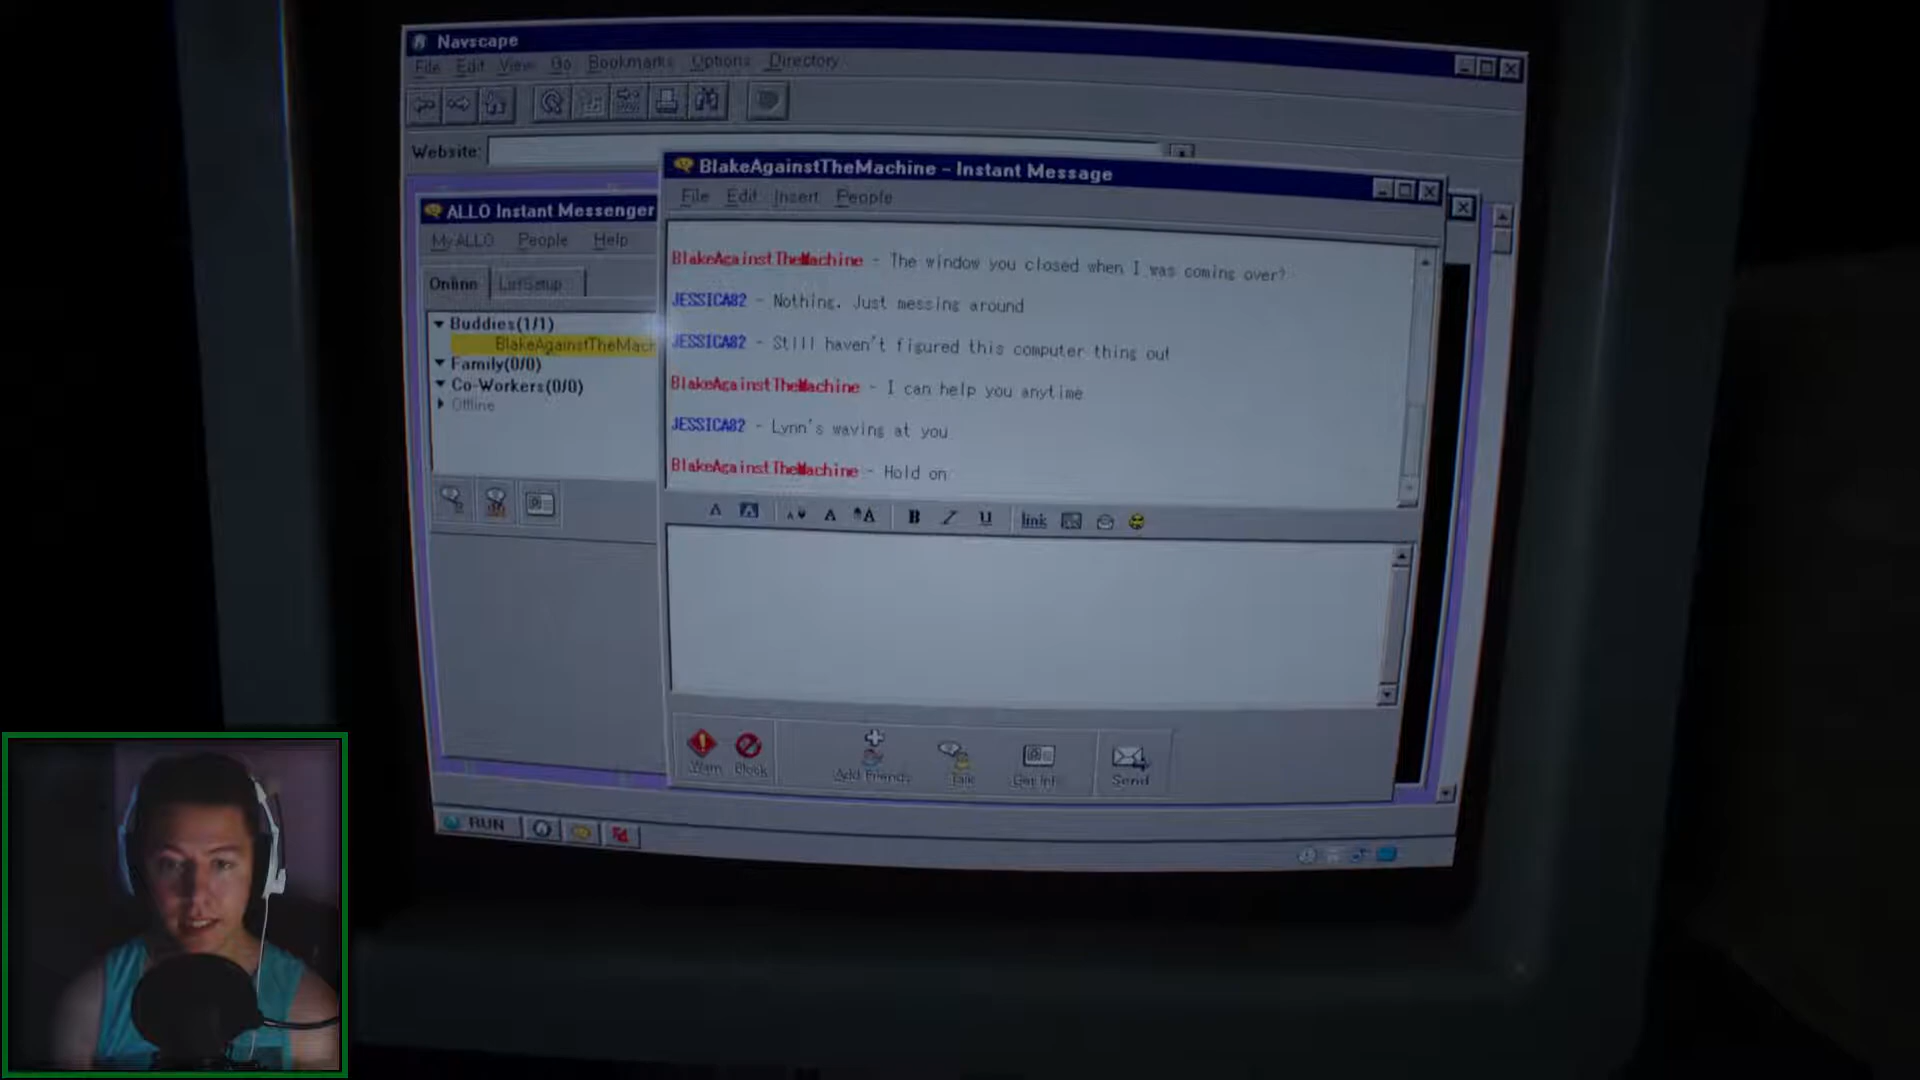 Navscape
File Edit View Go Bookmarks Options Directory
Website:
BlakeAgainstTheMachine - Instant Message
File Edit Insert People
ALLO Instant Messenger
My ALLO People Help
Online List Setup
Buddies(1/1)
BlakeAgainstTheMach
Family(0/0)
Co-Workers(0/0)
Offline
BlakeAgainstTheMachine - The window you closed when I was coming over?
JESSICA82 - Nothing. Just messing around
JESSICA82 - Still haven't figured this computer thing out
BlakeAgainstTheMachine - I can help you anytime
JESSICA82 - Lynn's waving at you
BlakeAgainstTheMachine - Hold on
A A A A A B I U link
Warn Block Add Friends Talk Get Info Send
RUN